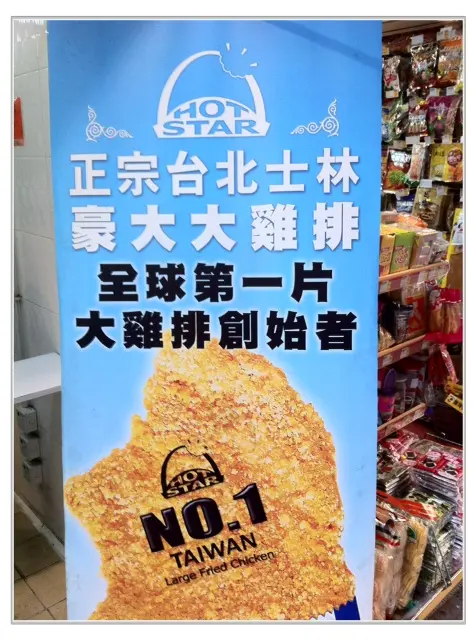 HOT
STAR
正宗台北士林
豪大大雞排
全球第一片
大雞排創始者
HOT
STAR
NO.1
TAIWAN
Large Fried Chicken